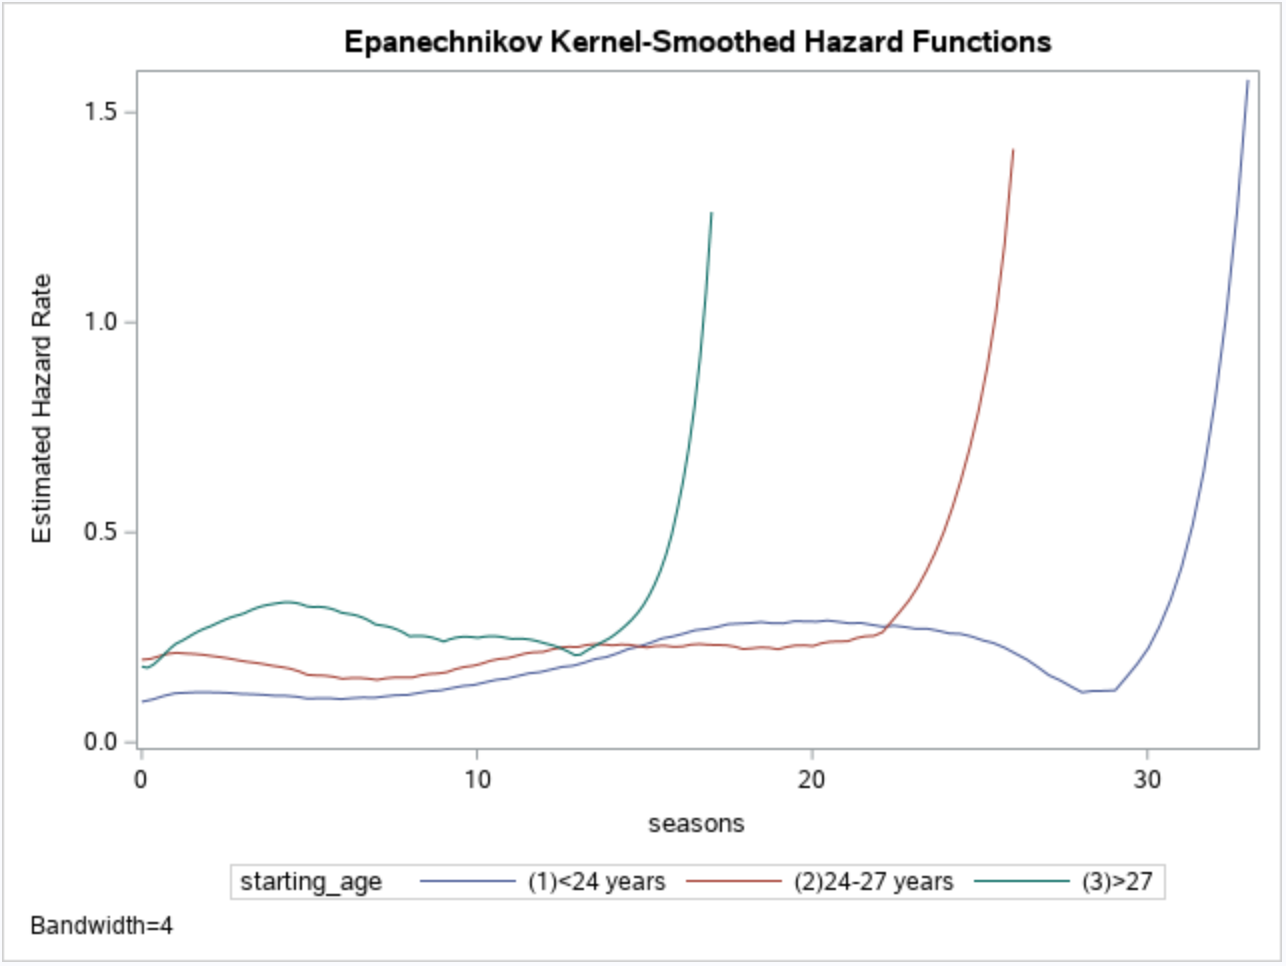 Epanechnikov Kernel-Smoothed Hazard Functions
Estimated Hazard Rate
1.5
1.0
0.5
0.0
0 10 20 30
seasons
starting_age (1)<24 years (2)24-27 years (3)>27
Bandwidth=4